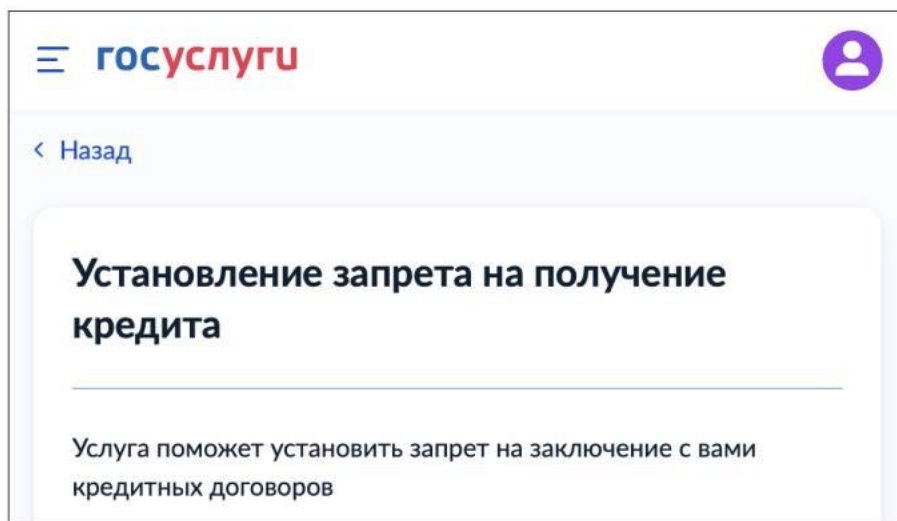 госуслуги
Назад
Установление запрета на получение
кредита
Услуга поможет установить запрет на заключение с вами
кредитных договоров